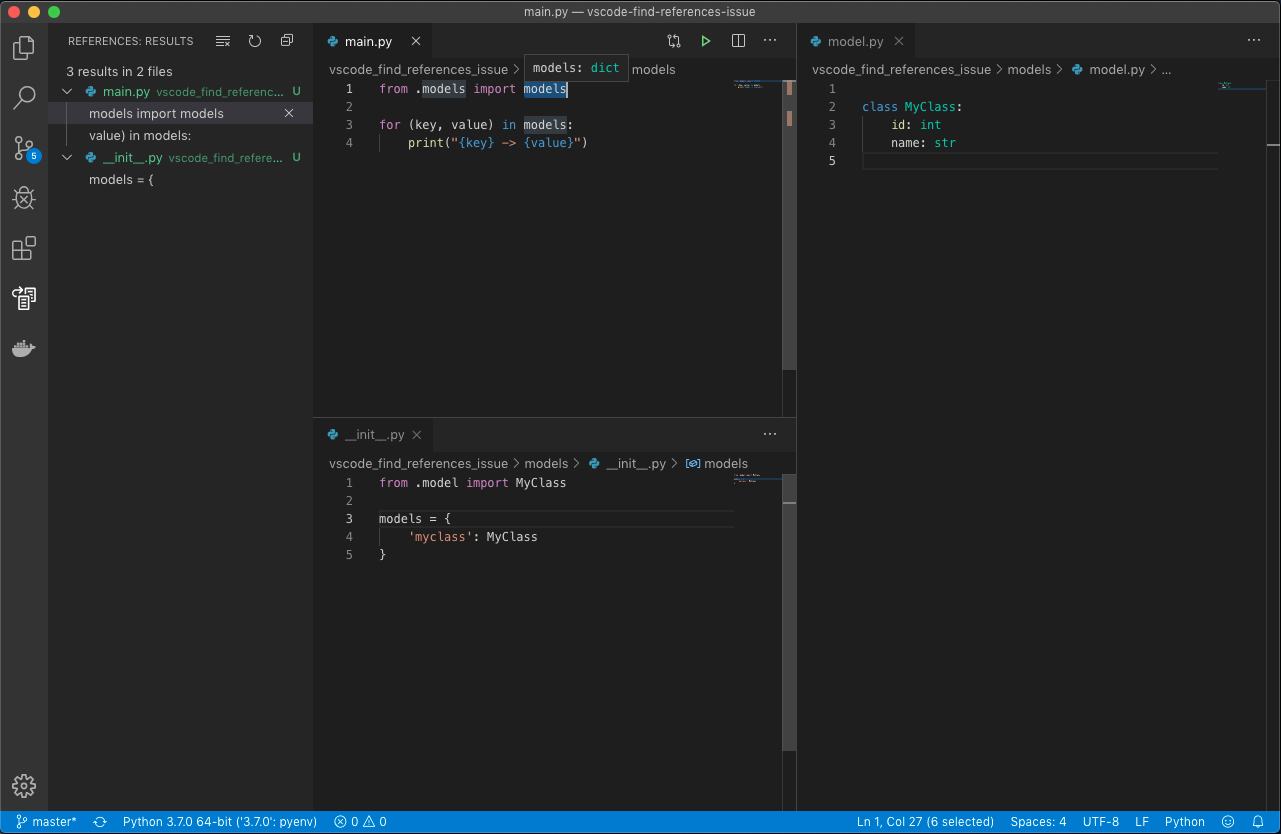 main.py — vscode-find-references-issue
REFERENCES: RESULTS
3 results in 2 files
main.py vscode_find_referenc... U
models import models
value) in models:
__init__.py vscode_find_refere... U
models = {
5
main.py
vscode_find_references_issue > models
models: dict
1 from .models import models
2
3 for (key, value) in models:
4 print("{key} -> {value}")
__init__.py
vscode_find_references_issue > models > __init__.py > models
1 from .model import MyClass
2
3 models = {
4 'myclass': MyClass
5 }
model.py
vscode_find_references_issue > models > model.py > ...
1
2 class MyClass:
3 id: int
4 name: str
5
master* Python 3.7.0 64-bit ('3.7.0': pyenv) 0 0 Ln 1, Col 27 (6 selected) Spaces: 4 UTF-8 LF Python